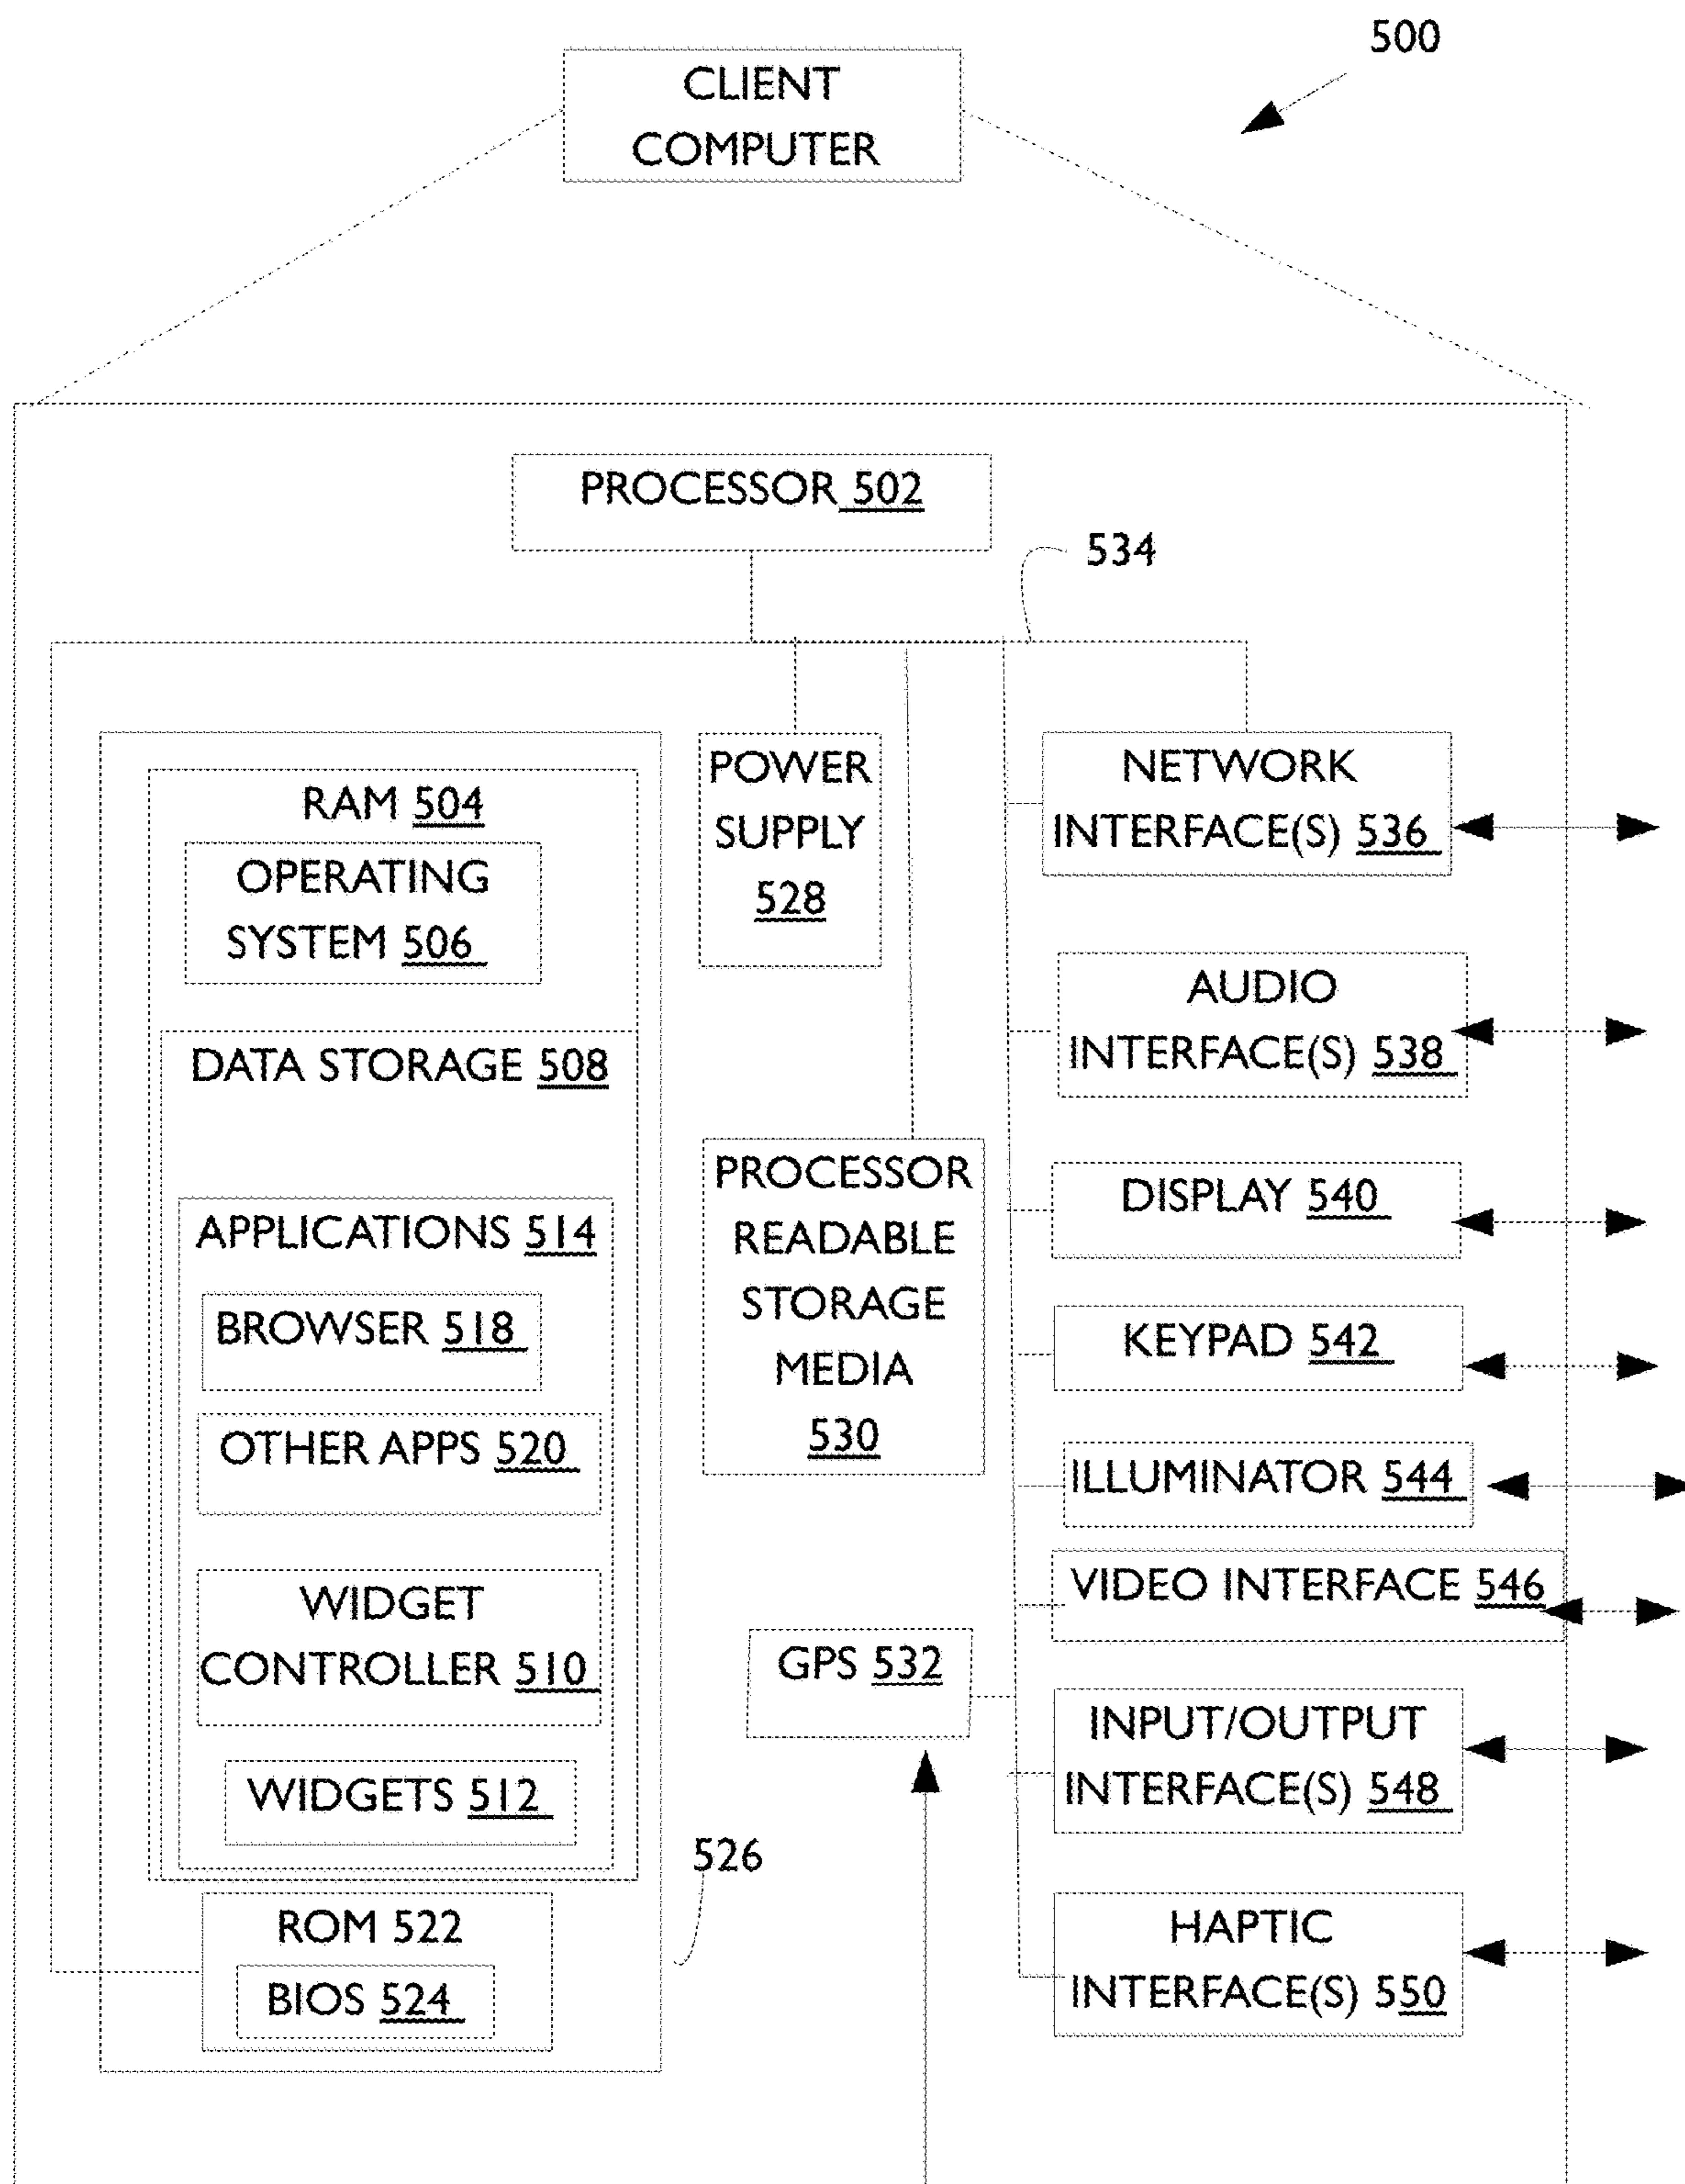 500
CLIENT
COMPUTER
PROCESSOR 502
534
RAM 504
OPERATING
SYSTEM 506
DATA STORAGE 508
APPLICATIONS 514
BROWSER 518
OTHER APPS 520
WIDGET
CONTROLLER 510
WIDGETS 512
ROM 522
BIOS 524
526
POWER
SUPPLY
528
PROCESSOR
READABLE
STORAGE
MEDIA
530
GPS 532
NETWORK
INTERFACE(S) 536
AUDIO
INTERFACE(S) 538
DISPLAY 540
KEYPAD 542
ILLUMINATOR 544
VIDEO INTERFACE 546
INPUT/OUTPUT
INTERFACE(S) 548
HAPTIC
INTERFACE(S) 550